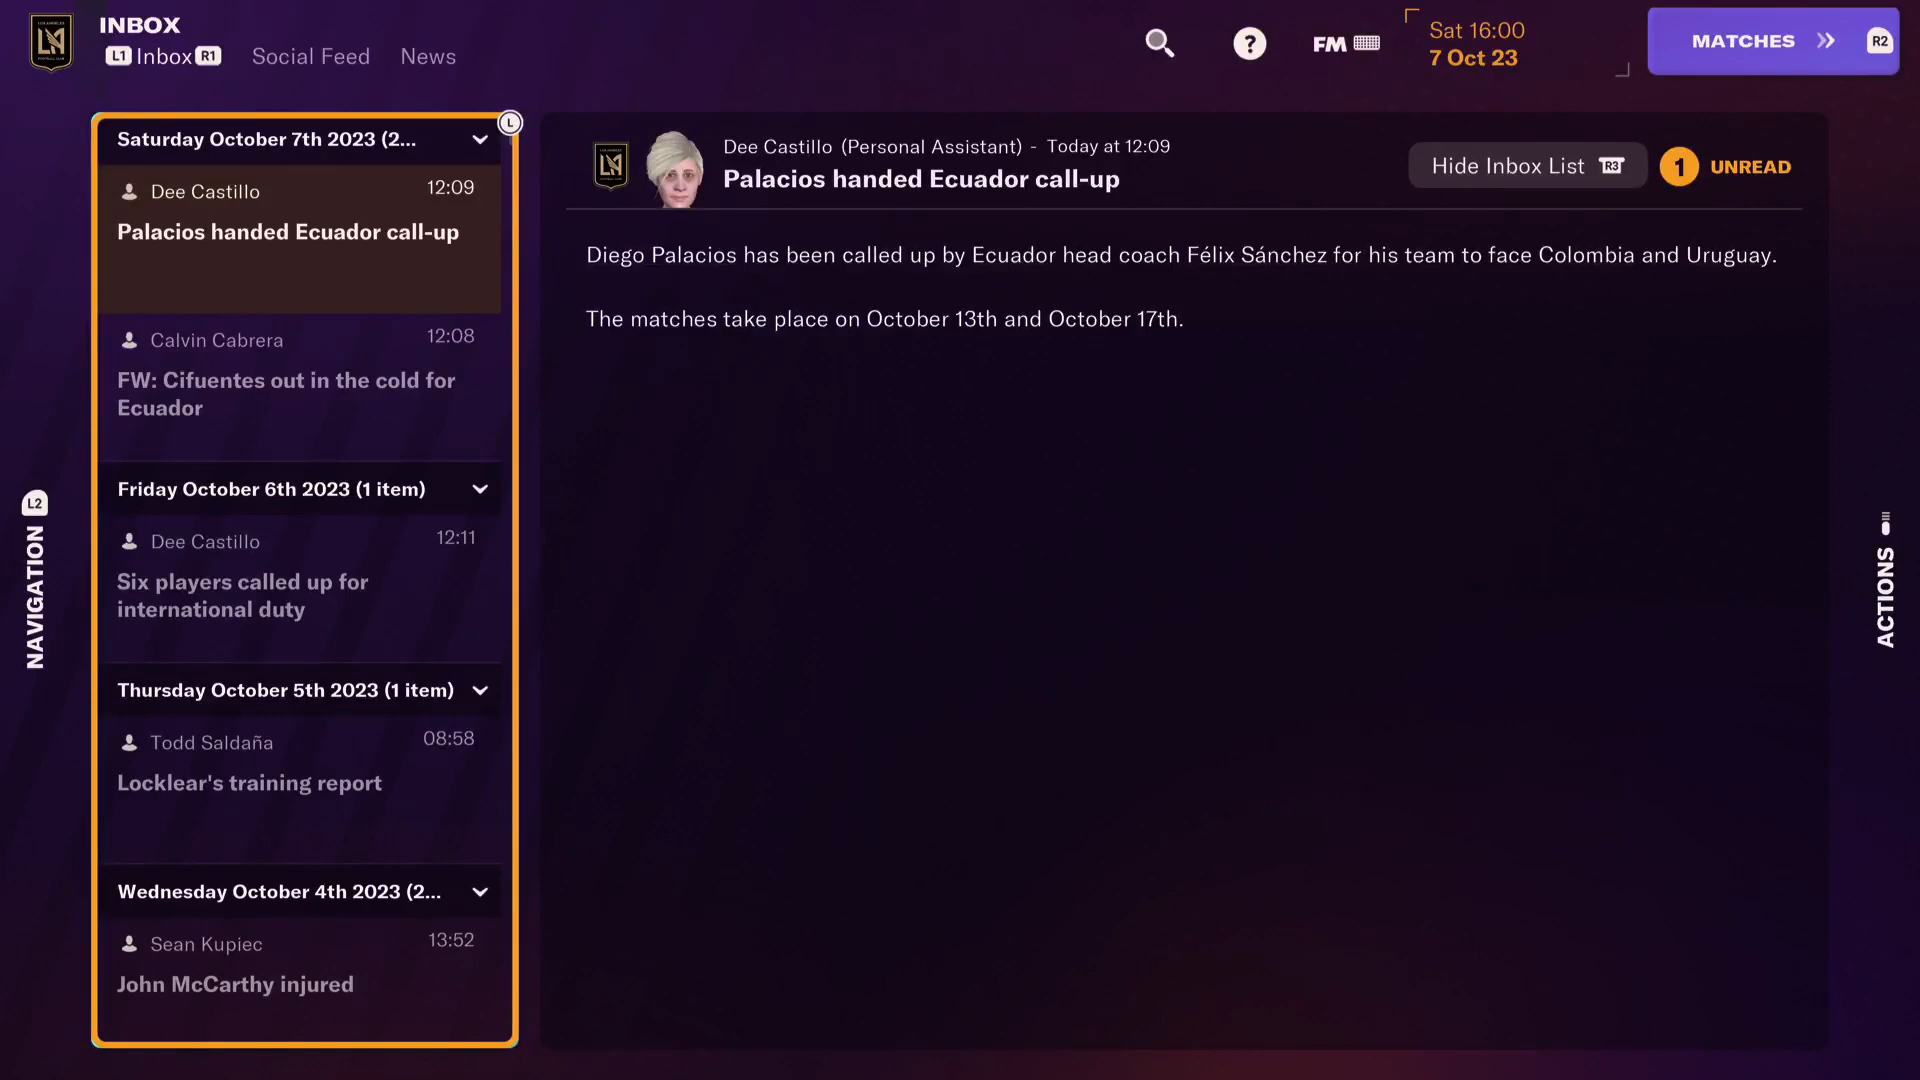 INBOX
L1 Inbox R1 Social Feed News
?
FM
Sat 16:00
7 Oct 23
MATCHES R2
L
Saturday October 7th 2023 (2...
Dee Castillo 12:09
Palacios handed Ecuador call-up
Calvin Cabrera 12:08
FW: Cifuentes out in the cold for
Ecuador
Friday October 6th 2023 (1 item)
Dee Castillo 12:11
Six players called up for
international duty
Thursday October 5th 2023 (1 item)
Todd Saldaña 08:58
Locklear's training report
Wednesday October 4th 2023 (2...
Sean Kupiec 13:52
John McCarthy injured
Dee Castillo (Personal Assistant) - Today at 12:09
Palacios handed Ecuador call-up
Hide Inbox List R3
1 UNREAD
Diego Palacios has been called up by Ecuador head coach Félix Sánchez for his team to face Colombia and Uruguay.
The matches take place on October 13th and October 17th.
NAVIGATION L2
ACTIONS